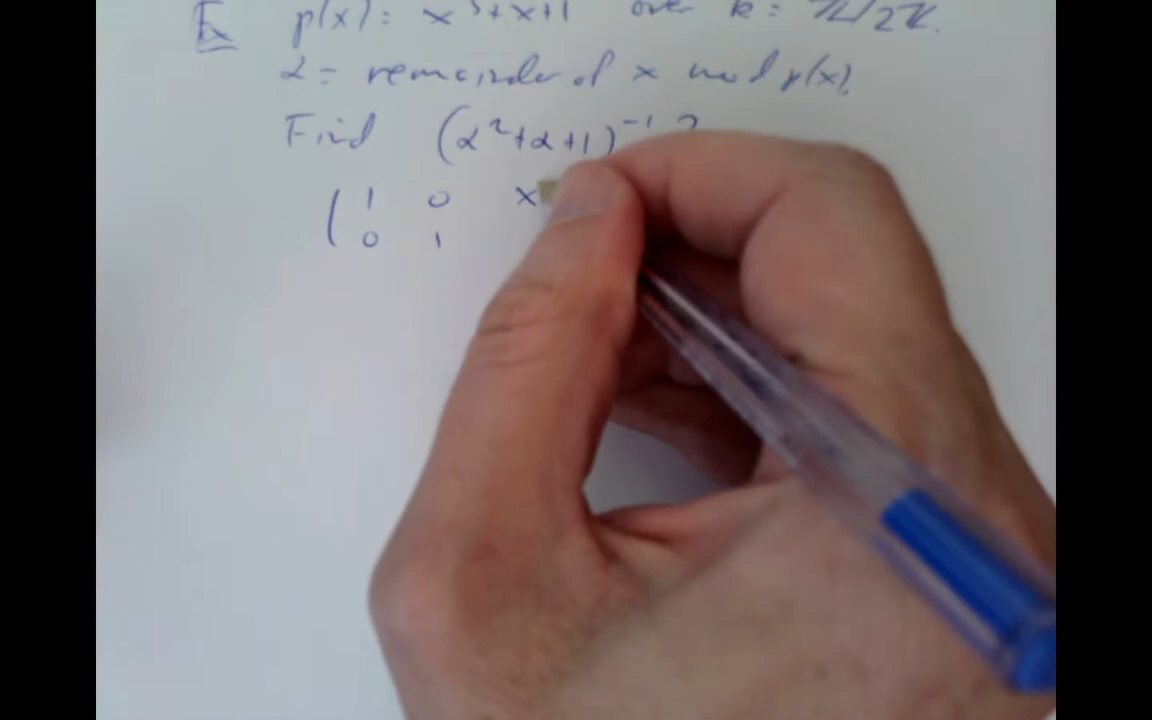 Ex p(x) = x³+x+1 over k = ℤ/2ℤ.
α = remainder of x mod p(x).
Find (α²+α+1)⁻¹?
( 1 0 x
0 1